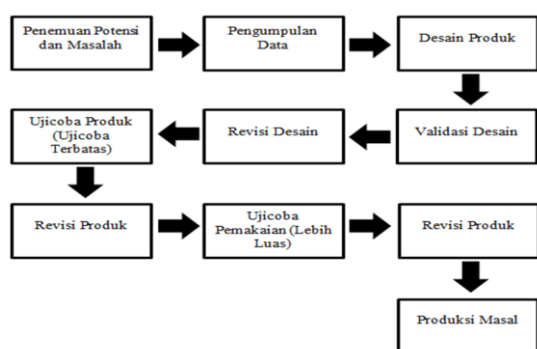 Penemuan Potensi
dan Masalah
Pengumpulan
Data
Desain Produk
Validasi Desain
Revisi Desain
Ujicoba Produk
(Ujicoba
Terbatas)
Revisi Produk
Ujicoba
Pemakaian (Lebih
Luas)
Revisi Produk
Produksi Masal